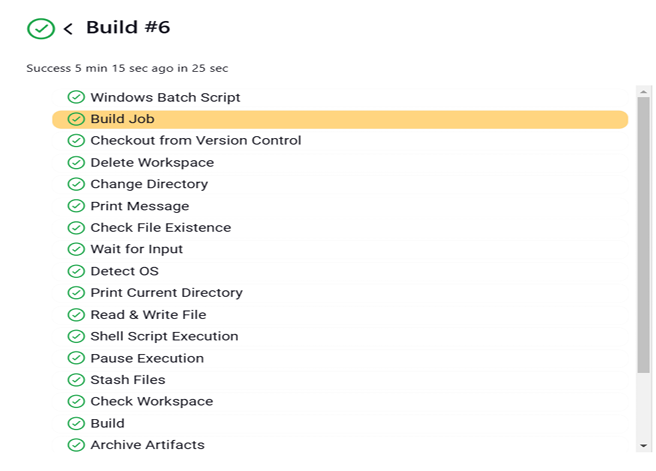 Build #6
Success 5 min 15 sec ago in 25 sec
Windows Batch Script
Build Job
Checkout from Version Control
Delete Workspace
Change Directory
Print Message
Check File Existence
Wait for Input
Detect OS
Print Current Directory
Read & Write File
Shell Script Execution
Pause Execution
Stash Files
Check Workspace
Build
Archive Artifacts